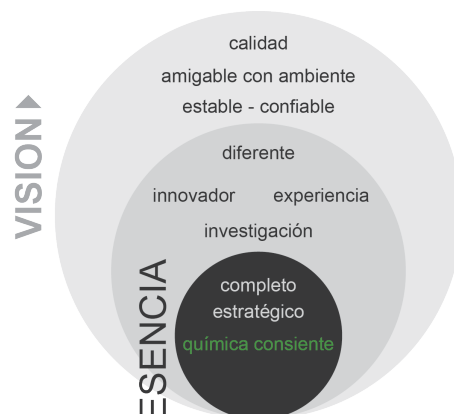 calidad
amigable con ambiente
estable - confiable
VISION
diferente
innovador experiencia
investigación
ESENCIA
completo
estratégico
química consiente